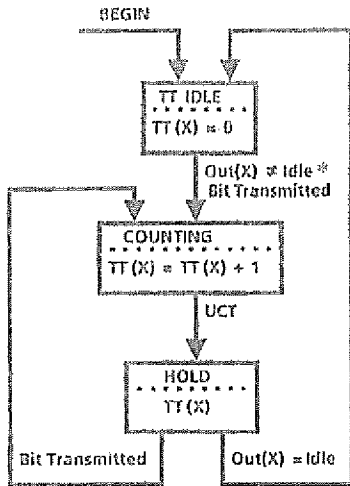 BEGIN
TT IDLE
TT(X) = 0
Out(X) ≠ Idle *
Bit Transmitted
COUNTING
TT(X) = TT(X) + 1
UCT
HOLD
TT(X)
Bit Transmitted
Out(X) = Idle